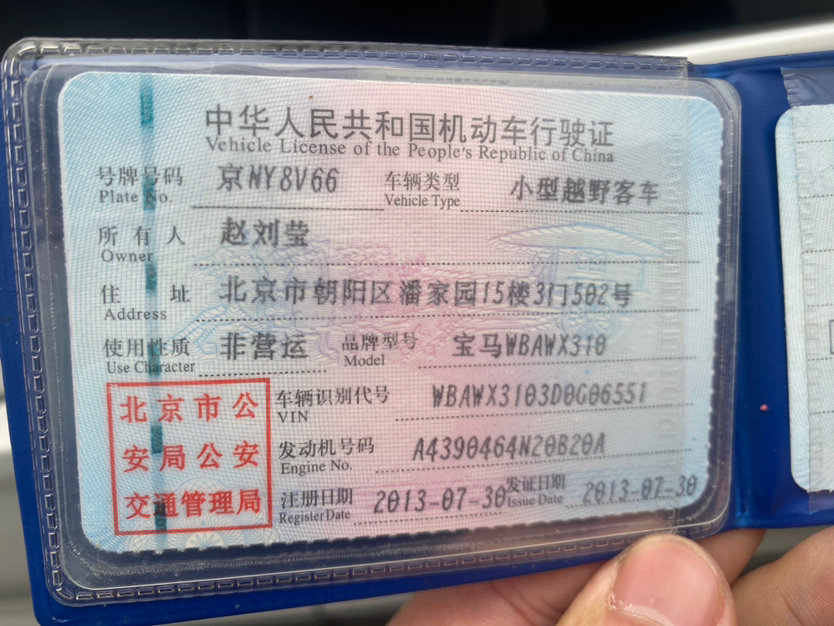 中华人民共和国机动车行驶证
Vehicle License of the People's Republic of China
号牌号码 京NY8V66 车辆类型 小型越野客车
Plate No. Vehicle Type
所有人 赵刘莹
Owner
住址 北京市朝阳区潘家园15楼3门502号
Address
使用性质 非营运 品牌型号 宝马WBAWX310
Use Character Model
北京市公
安局公安
交通管理局
车辆识别代号 WBAWX3103D0G06551
VIN
发动机号码 A4390464N20B20A
Engine No.
注册日期 2013-07-30 发证日期 2013-07-30
Register Date Issue Date